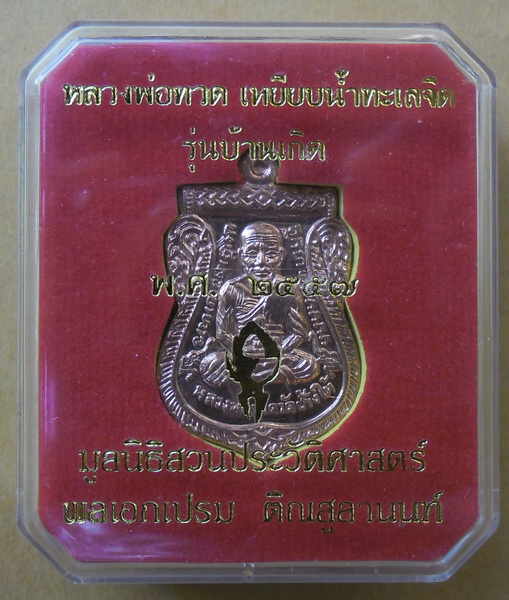 หลวงพ่อทวด เหยียบน้ำทะเลจืด
รุ่นบ้านเกิด
พ.ศ. ๒๕๕๗
มูลนิธิสวนประวัติศาสตร์
พลเอกเปรม ติณสูลานนท์